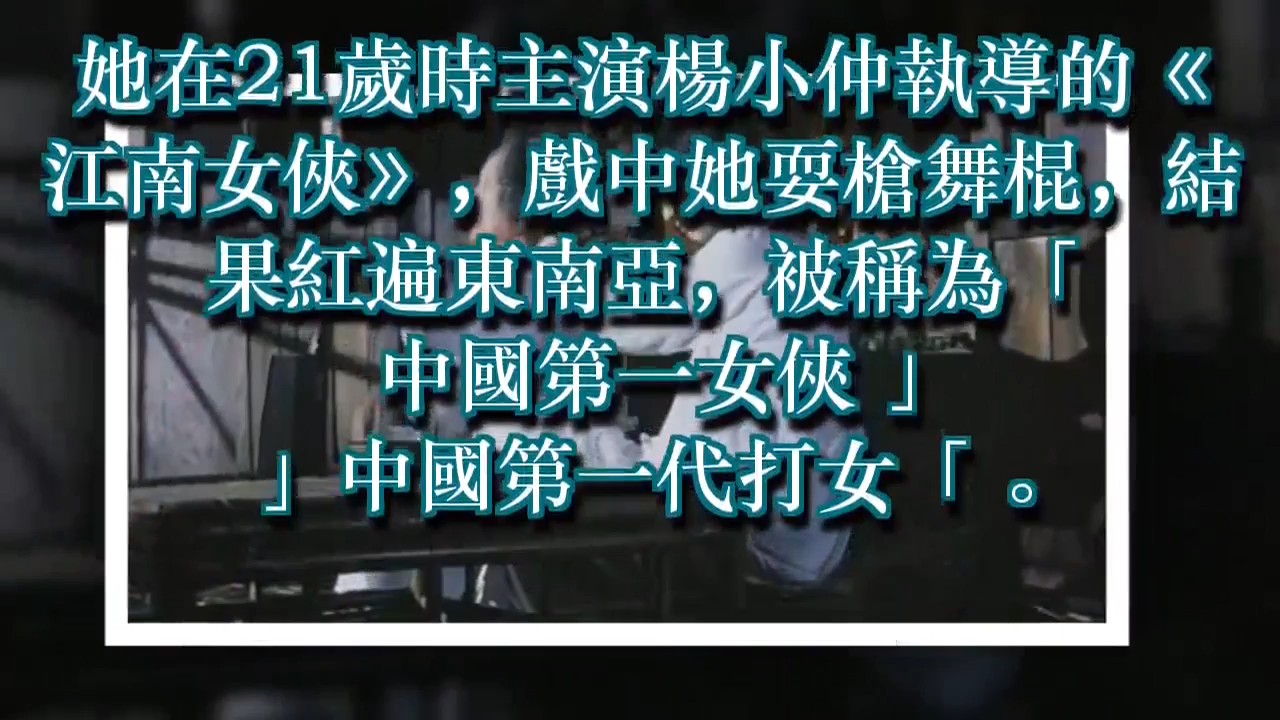 她在21歲時主演楊小仲執導的《
江南女俠》，戲中她耍槍舞棍，結
果紅遍東南亞，被稱為「
中國第一女俠 」
」中國第一代打女「 。